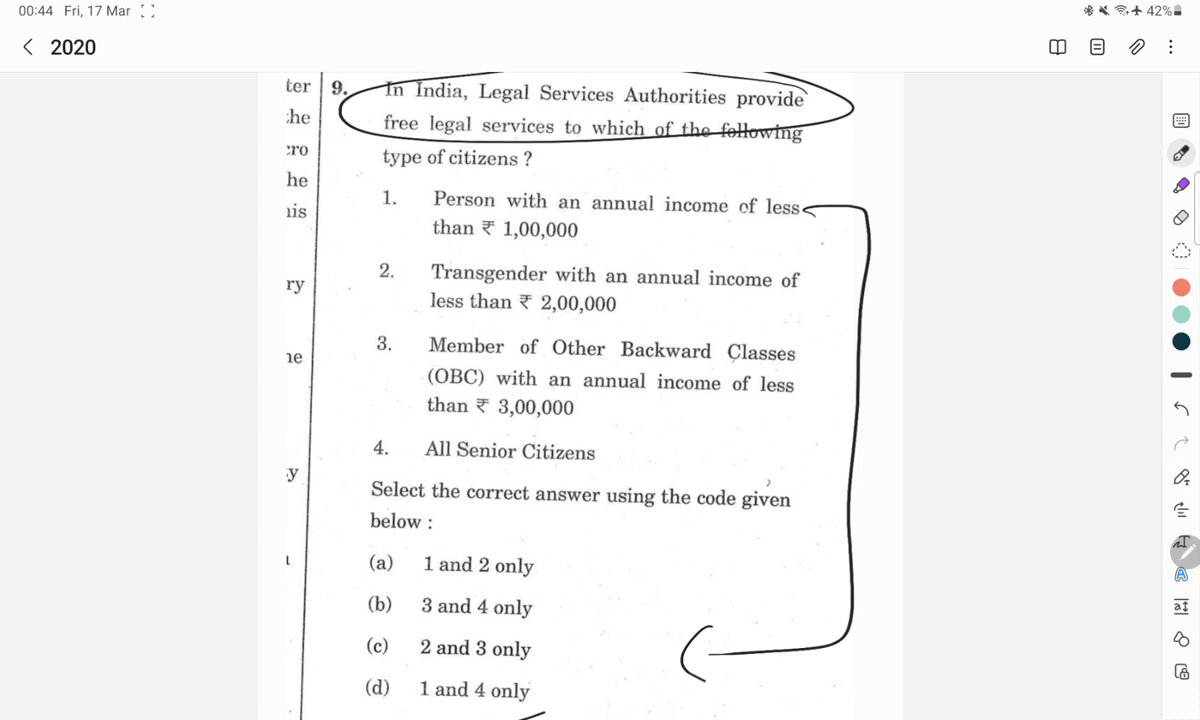 00:44 Fri, 17 Mar 42%
2020
ter
che
ro
he
nis
ry
ne
y
9. In India, Legal Services Authorities provide
free legal services to which of the following
type of citizens ?
1. Person with an annual income of less
than ₹ 1,00,000
2. Transgender with an annual income of
less than ₹ 2,00,000
3. Member of Other Backward Classes
(OBC) with an annual income of less
than ₹ 3,00,000
4. All Senior Citizens
Select the correct answer using the code given
below :
(a) 1 and 2 only
(b) 3 and 4 only
(c) 2 and 3 only
(d) 1 and 4 only